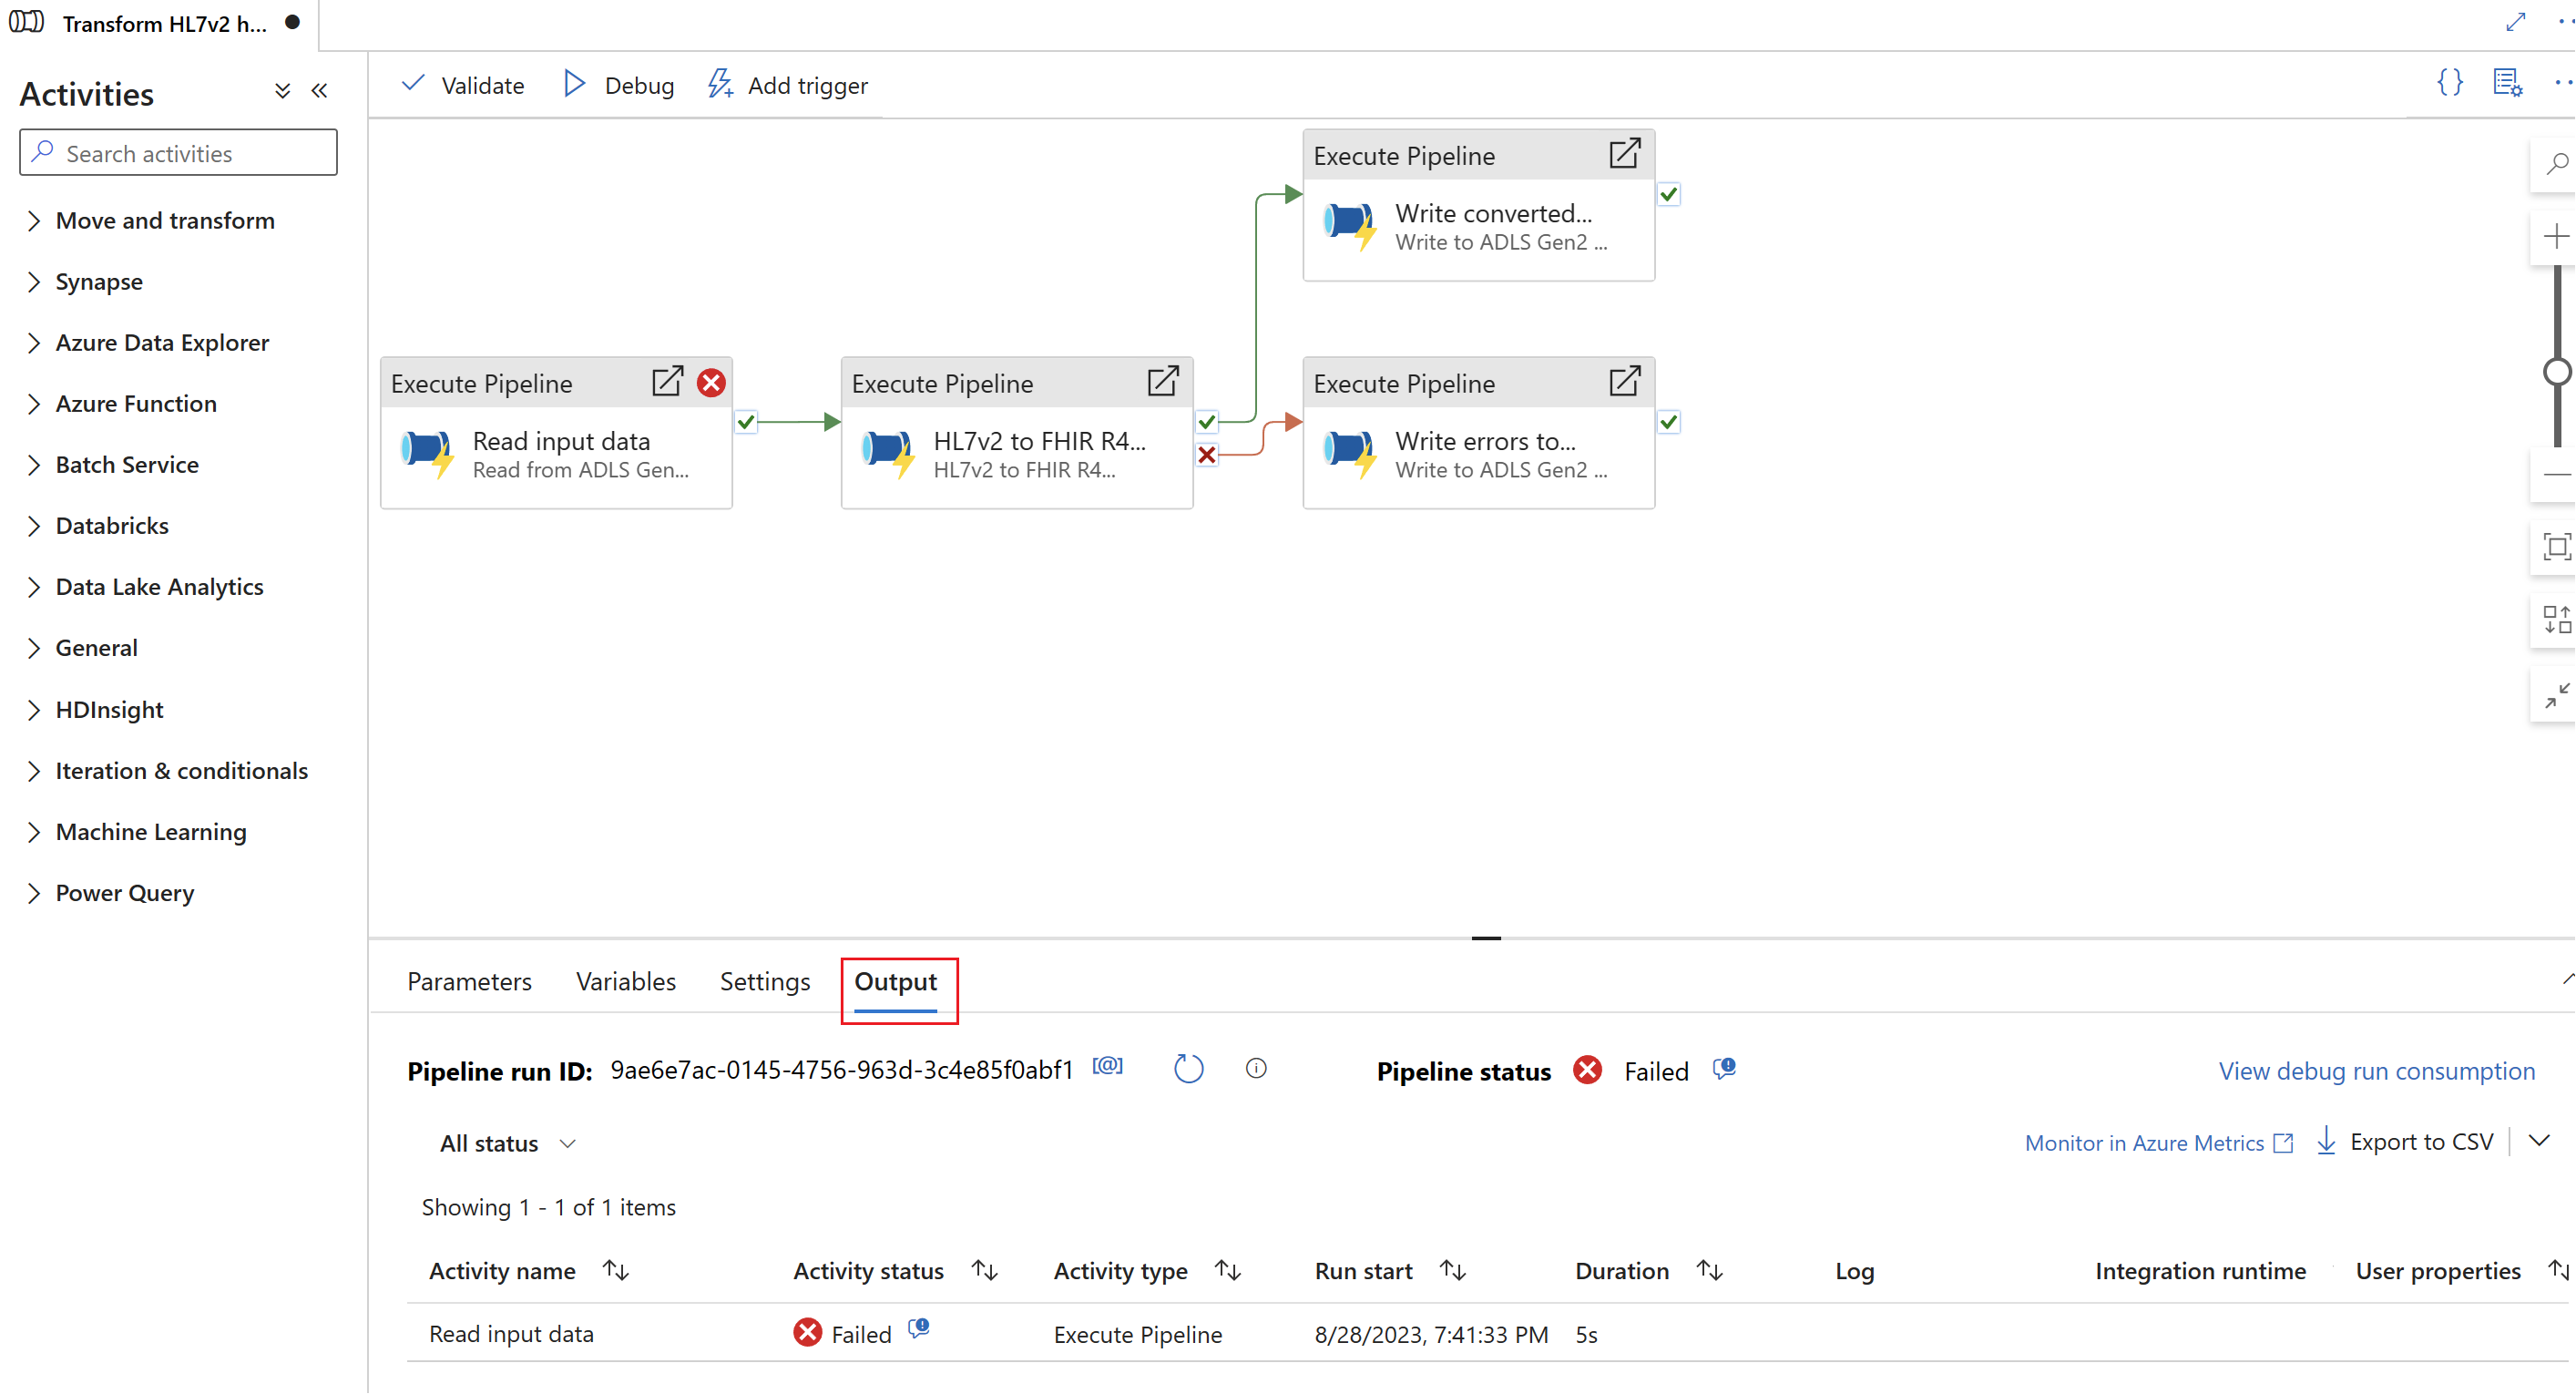 Transform HL7v2 h...
Activities
Search activities
Move and transform
Synapse
Azure Data Explorer
Azure Function
Batch Service
Databricks
Data Lake Analytics
General
HDInsight
Iteration & conditionals
Machine Learning
Power Query
Validate Debug Add trigger
Execute Pipeline
Write converted...
Write to ADLS Gen2 ...
Execute Pipeline
Read input data
Read from ADLS Gen...
Execute Pipeline
HL7v2 to FHIR R4...
HL7v2 to FHIR R4...
Execute Pipeline
Write errors to...
Write to ADLS Gen2 ...
Parameters Variables Settings Output
Pipeline run ID: 9ae6e7ac-0145-4756-963d-3c4e85f0abf1 [@] Pipeline status Failed View debug run consumption
All status Monitor in Azure Metrics Export to CSV
Showing 1 - 1 of 1 items
Activity name Activity status Activity type Run start Duration Log Integration runtime User properties
Read input data Failed Execute Pipeline 8/28/2023, 7:41:33 PM 5s